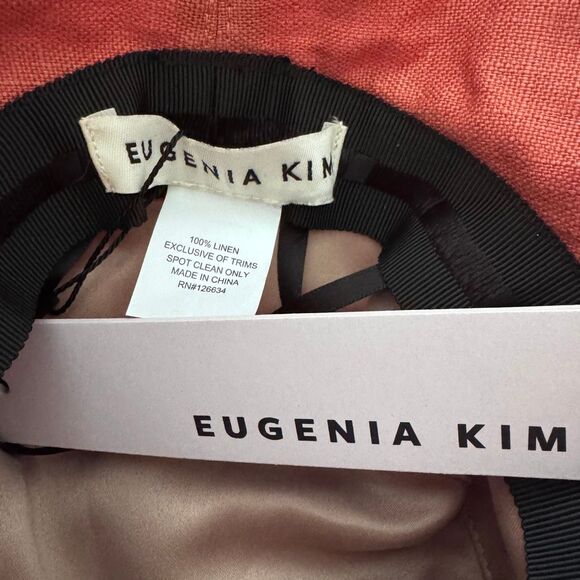 EUGENIA KIM
100% LINEN
EXCLUSIVE OF TRIMS
SPOT CLEAN ONLY
MADE IN CHINA
RN#126634
EUGENIA KIM